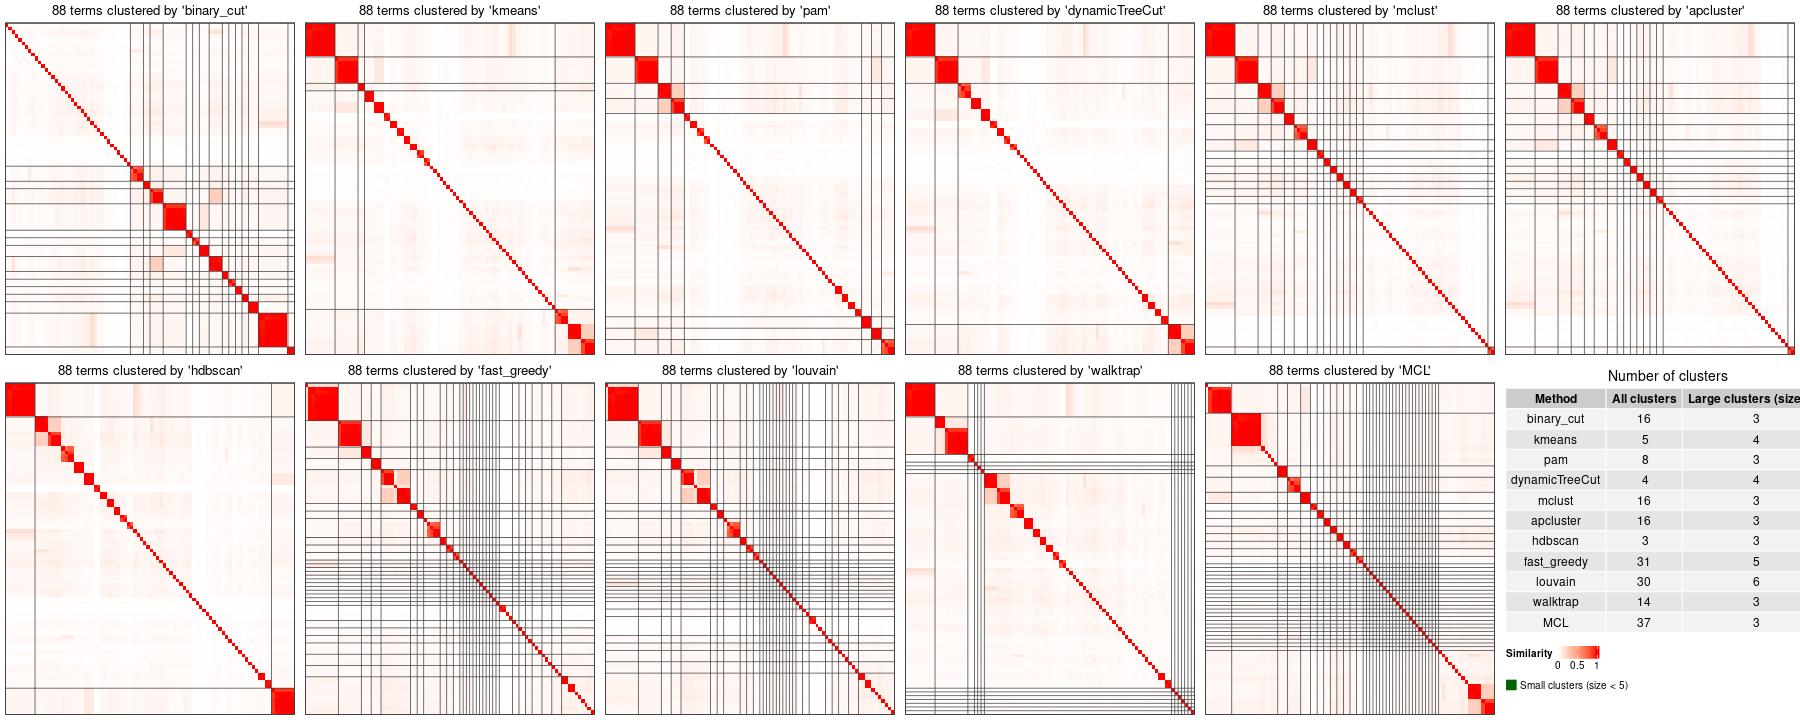 88 terms clustered by 'binary_cut'
88 terms clustered by 'kmeans'
88 terms clustered by 'pam'
88 terms clustered by 'dynamicTreeCut'
88 terms clustered by 'mclust'
88 terms clustered by 'apcluster'
88 terms clustered by 'hdbscan'
88 terms clustered by 'fast_greedy'
88 terms clustered by 'louvain'
88 terms clustered by 'walktrap'
88 terms clustered by 'MCL'
Number of clusters
Method All clusters Large clusters (size
binary_cut 16 3
kmeans 5 4
pam 8 3
dynamicTreeCut 4 4
mclust 16 3
apcluster 16 3
hdbscan 3 3
fast_greedy 31 5
louvain 30 6
walktrap 14 3
MCL 37 3
Similarity
0 0.5 1
Small clusters (size < 5)